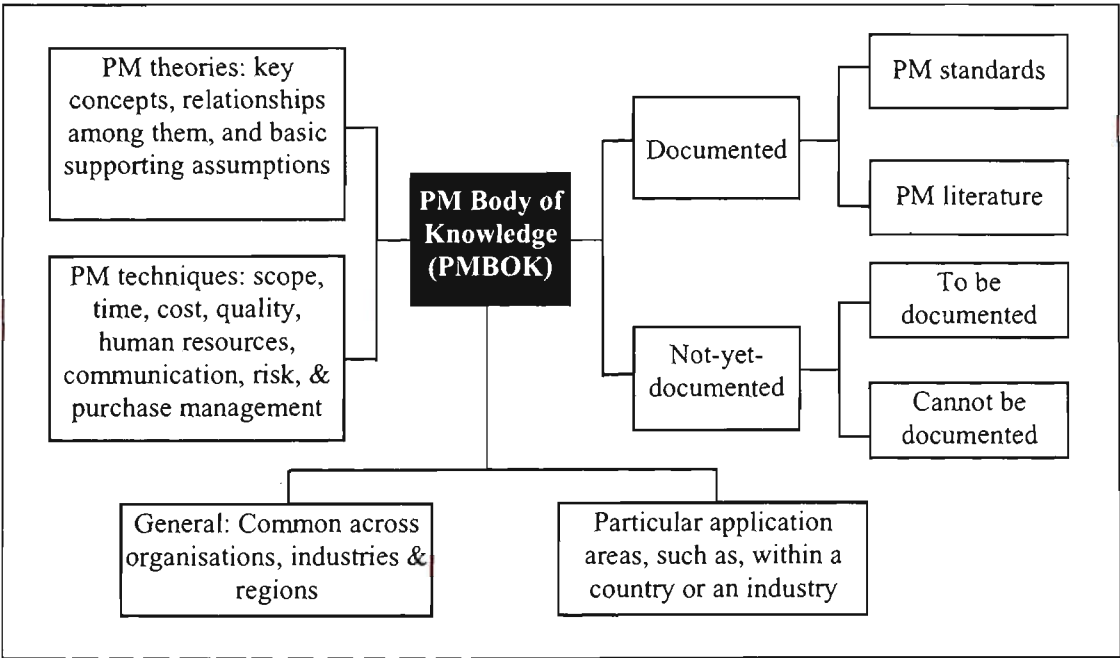 PM theories: key
concepts, relationships
among them, and basic
supporting assumptions
PM techniques: scope,
time, cost, quality,
human resources,
communication, risk, &
purchase management
PM Body of
Knowledge
(PMBOK)
Documented
PM standards
PM literature
Not-yet-
documented
To be
documented
Cannot be
documented
General: Common across
organisations, industries &
regions
Particular application
areas, such as, within a
country or an industry